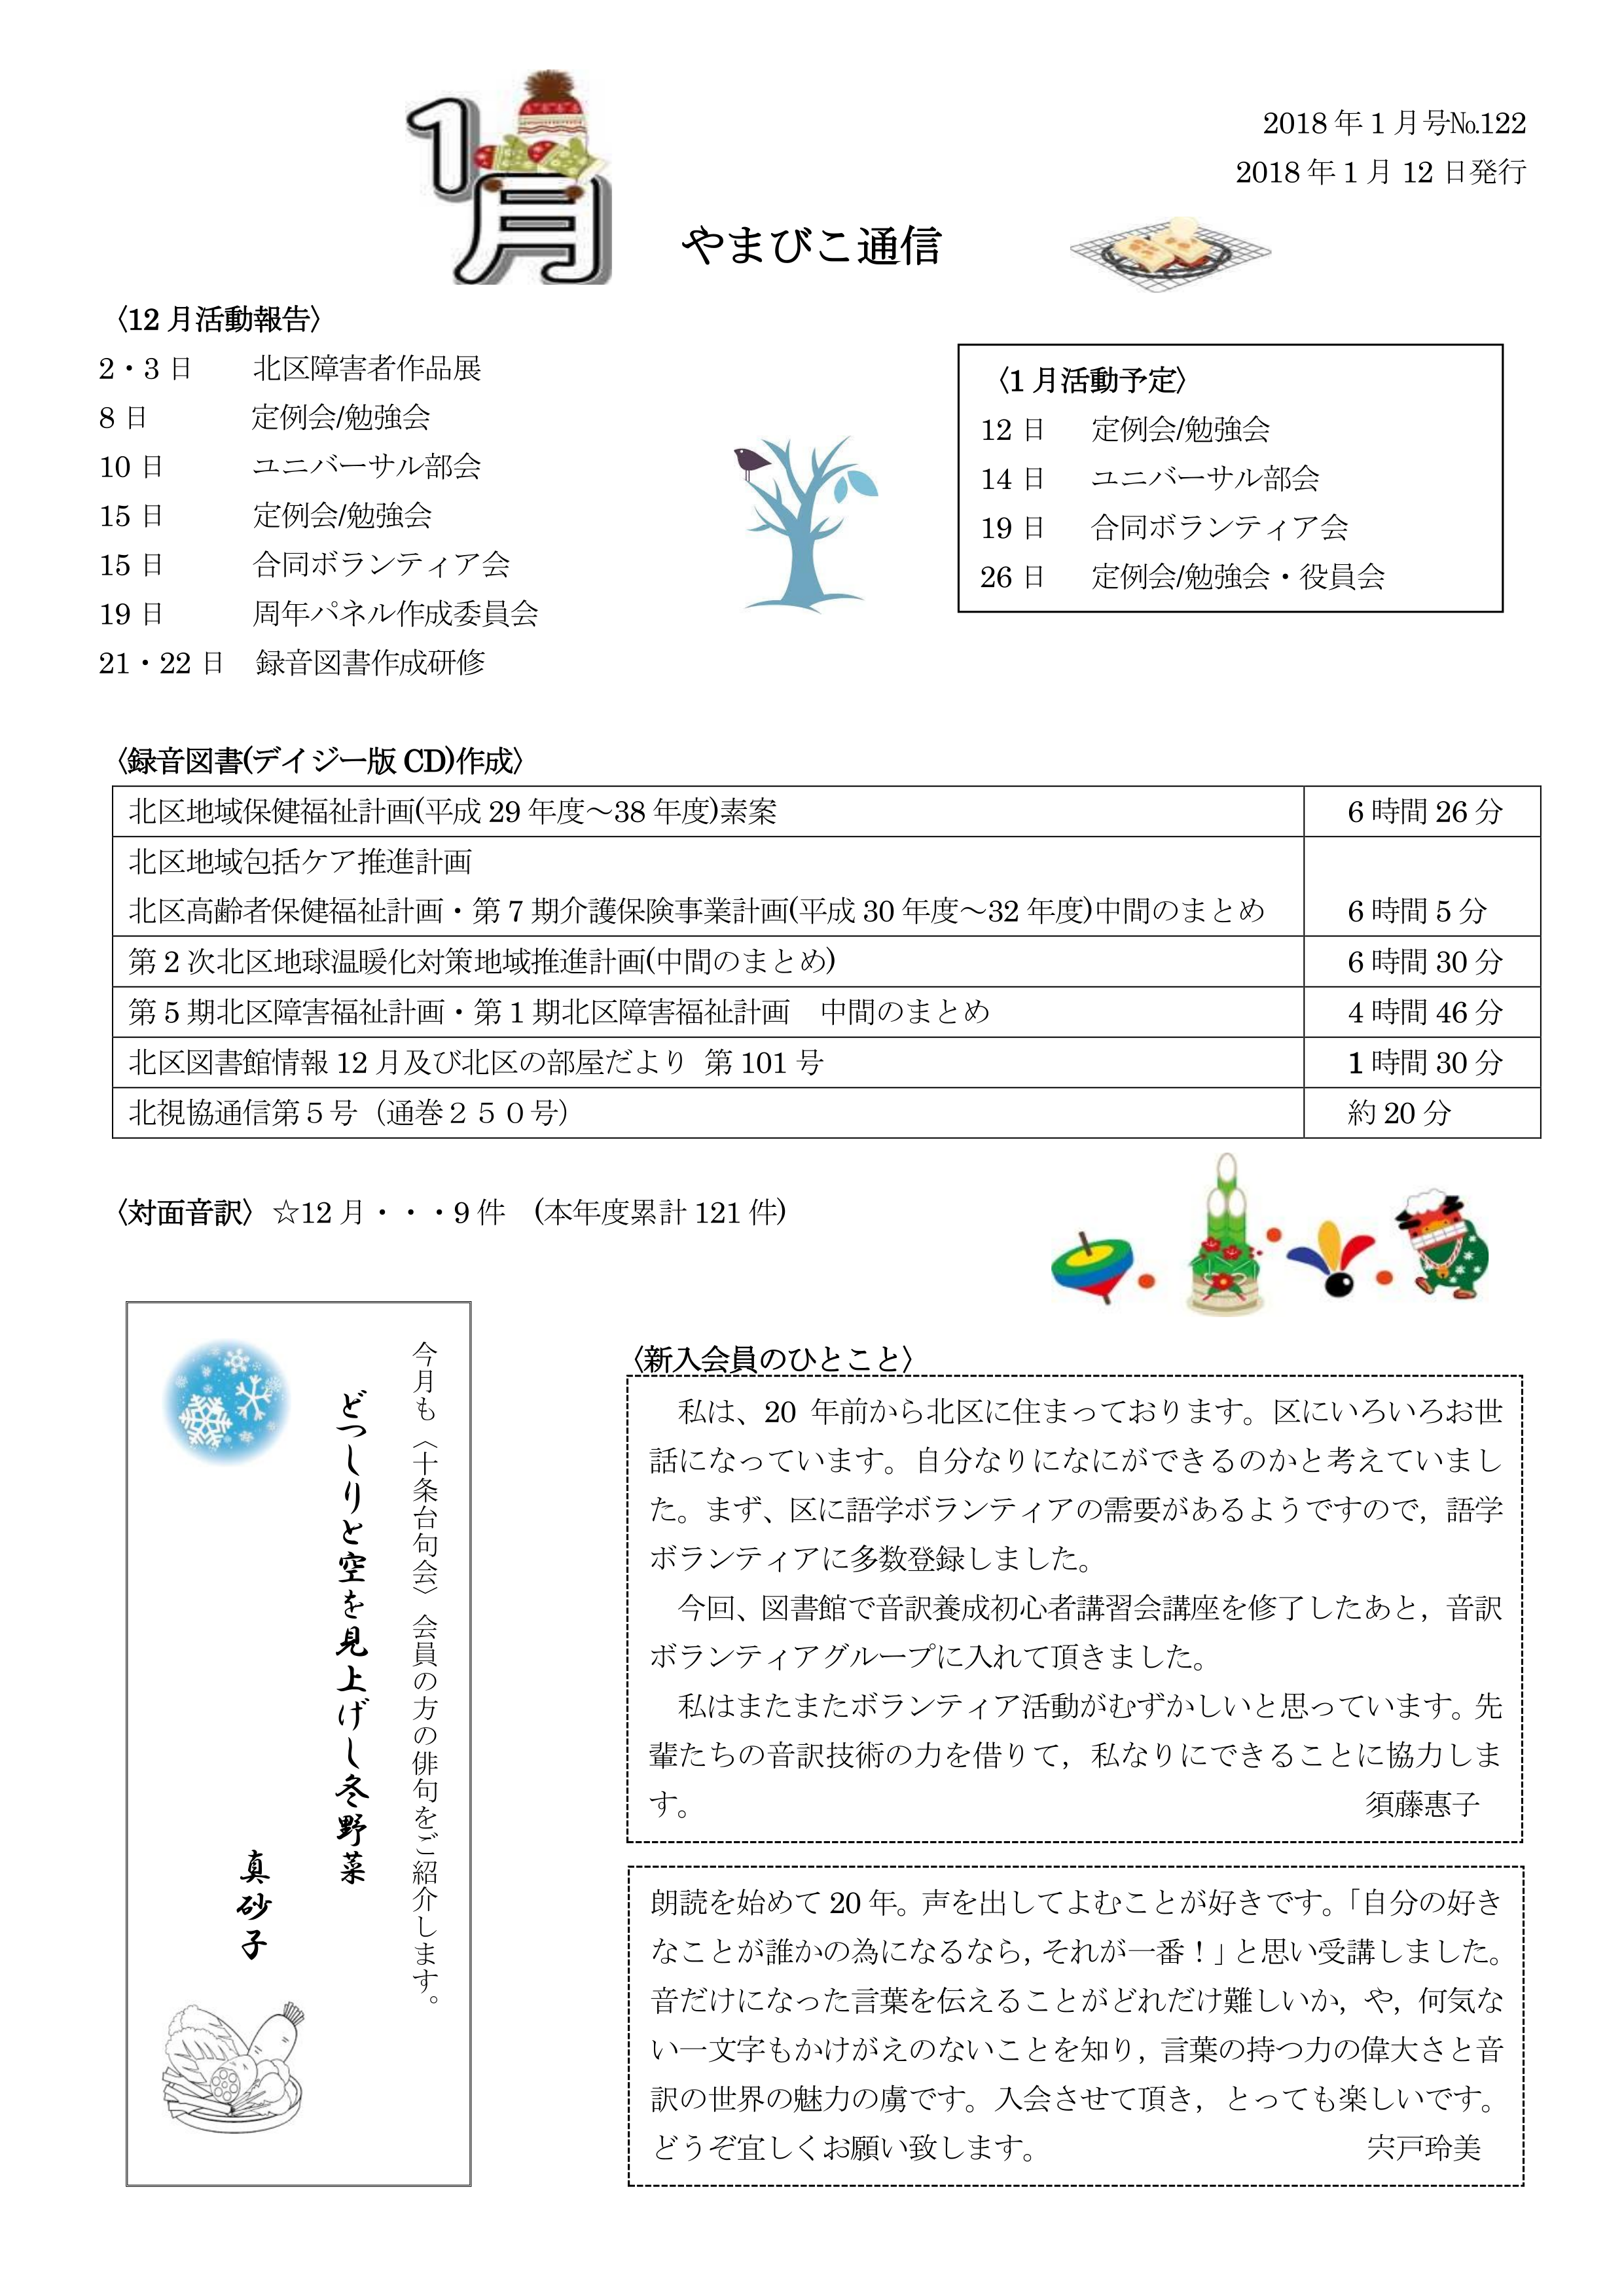 1月
2018年1月号№122
2018年1月12日発行
やまびこ通信
〈12月活動報告〉
2・3日 北区障害者作品展
8日 定例会/勉強会
10日 ユニバーサル部会
15日 定例会/勉強会
15日 合同ボランティア会
19日 周年パネル作成委員会
21・22日 録音図書作成研修
〈1月活動予定〉
12日 定例会/勉強会
14日 ユニバーサル部会
19日 合同ボランティア会
26日 定例会/勉強会・役員会
〈録音図書(デイジー版CD)作成〉
北区地域保健福祉計画(平成29年度～38年度)素案 6時間26分
北区地域包括ケア推進計画
北区高齢者保健福祉計画・第7期介護保険事業計画(平成30年度～32年度)中間のまとめ 6時間5分
第2次北区地球温暖化対策地域推進計画(中間のまとめ) 6時間30分
第5期北区障害福祉計画・第1期北区障害福祉計画　中間のまとめ 4時間46分
北区図書館情報12月及び北区の部屋だより 第101号 1時間30分
北視協通信第５号（通巻２５０号） 約20分
〈対面音訳〉☆12月・・・9件　(本年度累計121件)
今月も〈十条台句会〉会員の方の俳句をご紹介します。
どつしりと空を見上げし冬野菜
真砂子
〈新入会員のひとこと〉
私は、20 年前から北区に住まっております。区にいろいろお世
話になっています。自分なりになにができるのかと考えていまし
た。まず、区に語学ボランティアの需要があるようですので，語学
ボランティアに多数登録しました。
今回、図書館で音訳養成初心者講習会講座を修了したあと，音訳
ボランティアグループに入れて頂きました。
私はまたまたボランティア活動がむずかしいと思っています。先
輩たちの音訳技術の力を借りて，私なりにできることに協力しま
す。 須藤惠子
朗読を始めて20年。声を出してよむことが好きです。「自分の好き
なことが誰かの為になるなら，それが一番！」と思い受講しました。
音だけになった言葉を伝えることがどれだけ難しいか，や，何気な
い一文字もかけがえのないことを知り，言葉の持つ力の偉大さと音
訳の世界の魅力の虜です。入会させて頂き，とっても楽しいです。
どうぞ宜しくお願い致します。 宍戸玲美